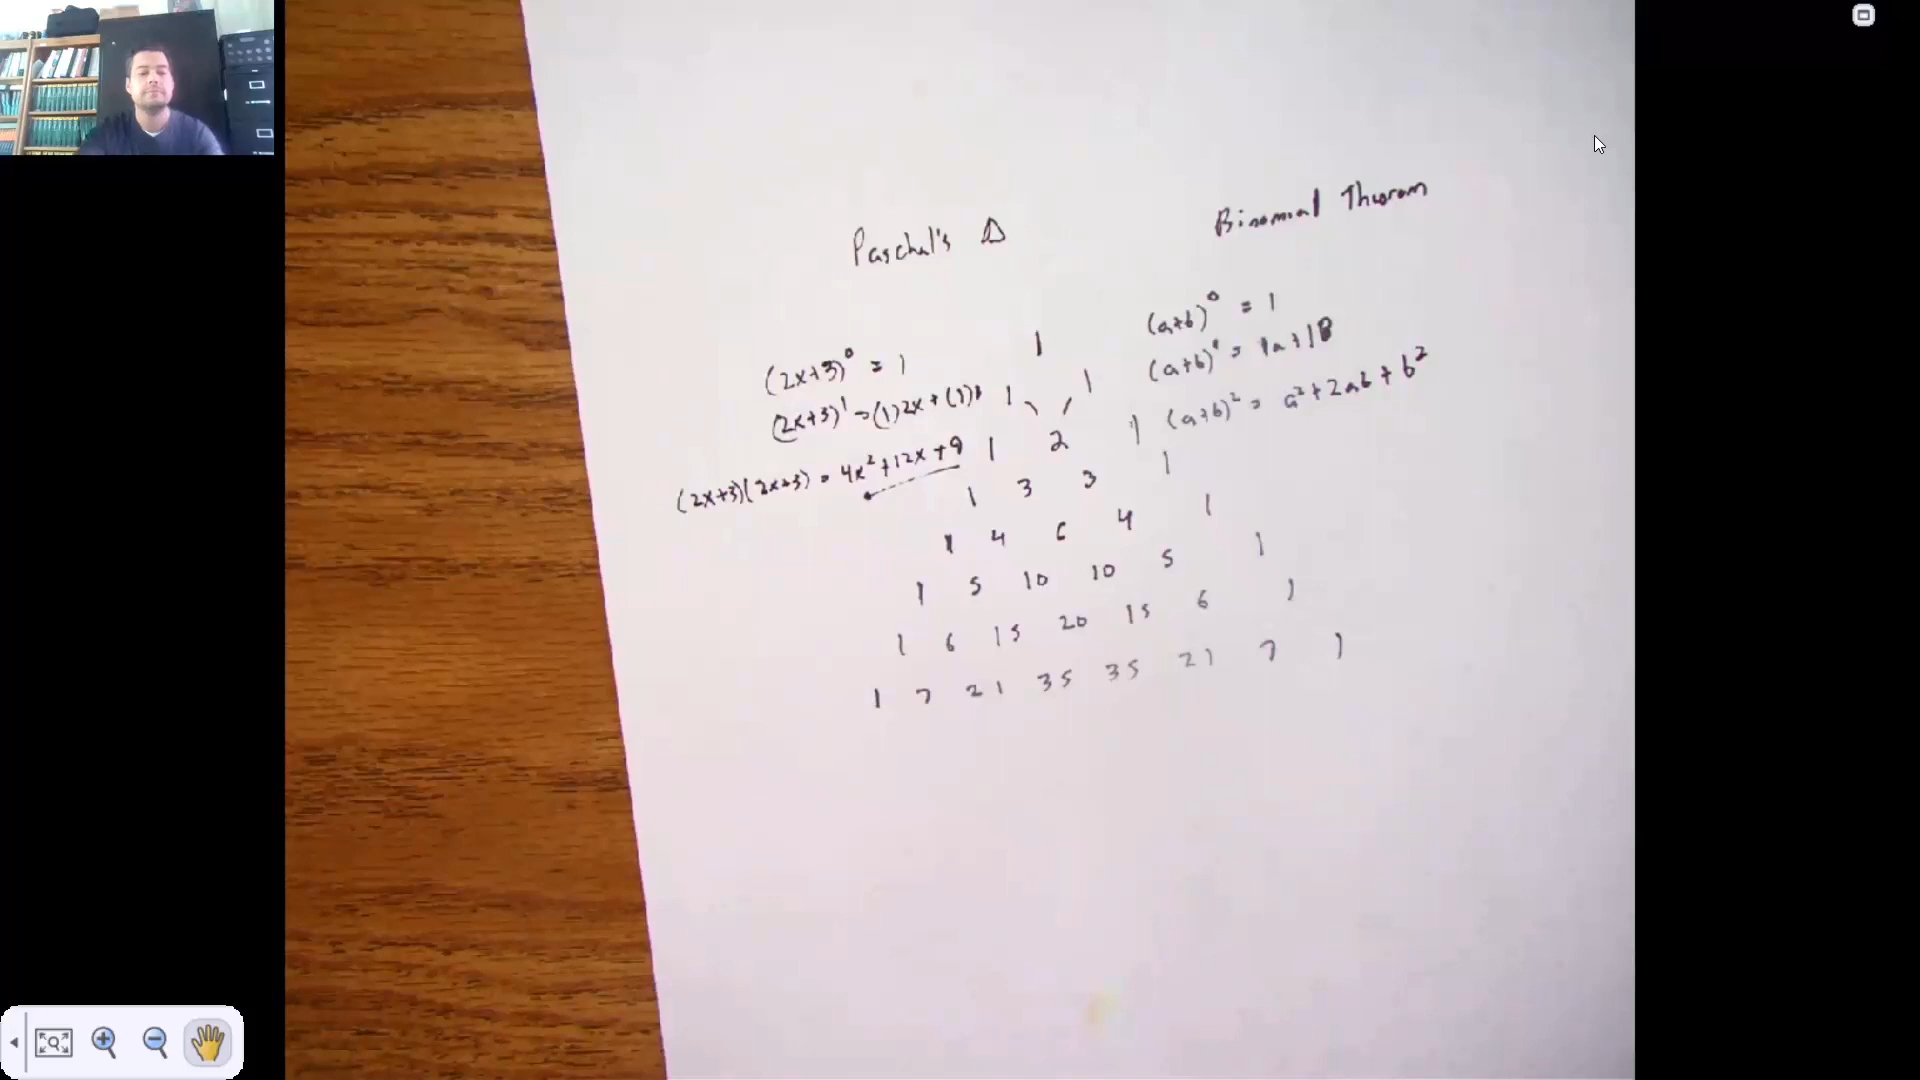 Paschal's Δ
Binomial Theorem
(2x+3)⁰ = 1
1
(a+b)⁰ = 1
(2x+3)¹ = (1)2x + (1)3
1 1
(a+b)¹ = 1a + 1B
(2x+3)(2x+3) = 4x² + 12x + 9
1 2 1
(a+b)² = a² + 2ab + b²
1 3 3 1
1 4 6 4 1
1 5 10 10 5 1
1 6 15 20 15 6 1
1 7 21 35 35 21 7 1